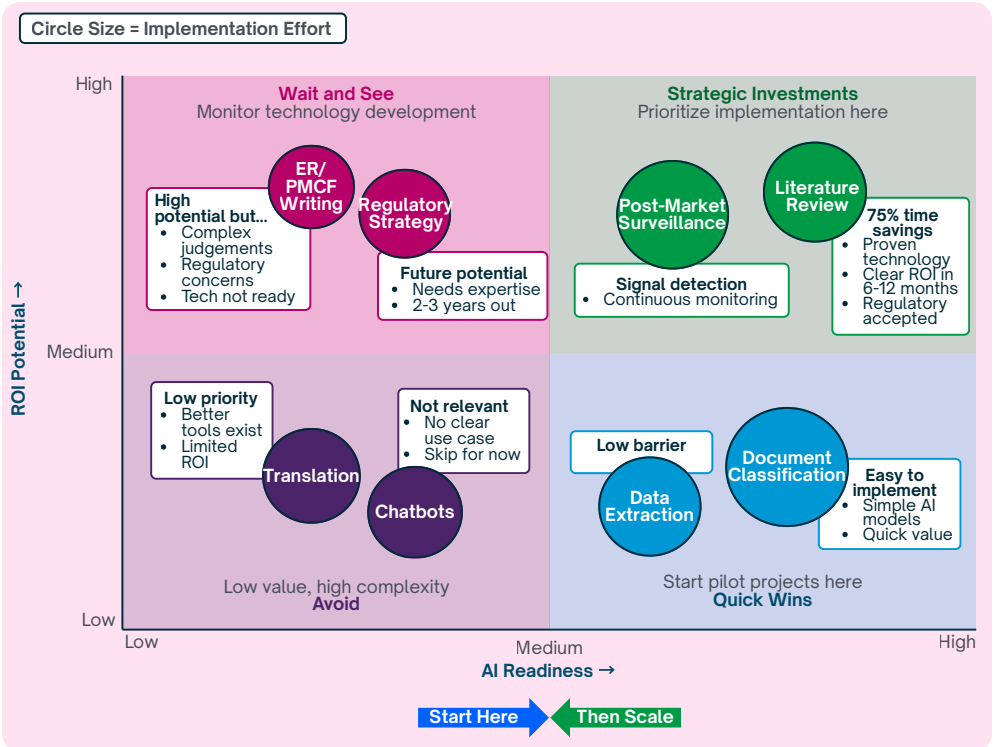 Circle Size = Implementation Effort
High
Wait and See
Monitor technology development
Strategic Investments
Prioritize implementation here
ER/
PMCF
Writing
Regulatory
Strategy
High
potential but...
• Complex
judgements
• Regulatory
concerns
• Tech not ready
Future potential
• Needs expertise
• 2-3 years out
Post-Market
Surveillance
Literature
Review
Signal detection
• Continuous monitoring
75% time
savings
• Proven
technology
• Clear ROI in
6-12 months
• Regulatory
accepted
ROI Potential →
Medium
Low priority
• Better
tools exist
• Limited
ROI
Not relevant
• No clear
use case
• Skip for now
Translation
Chatbots
Low value, high complexity
Avoid
Low barrier
Data
Extraction
Document
Classification
Easy to
implement
• Simple AI
models
• Quick value
Start pilot projects here
Quick Wins
Low
Low
Medium
High
AI Readiness →
Start Here
Then Scale